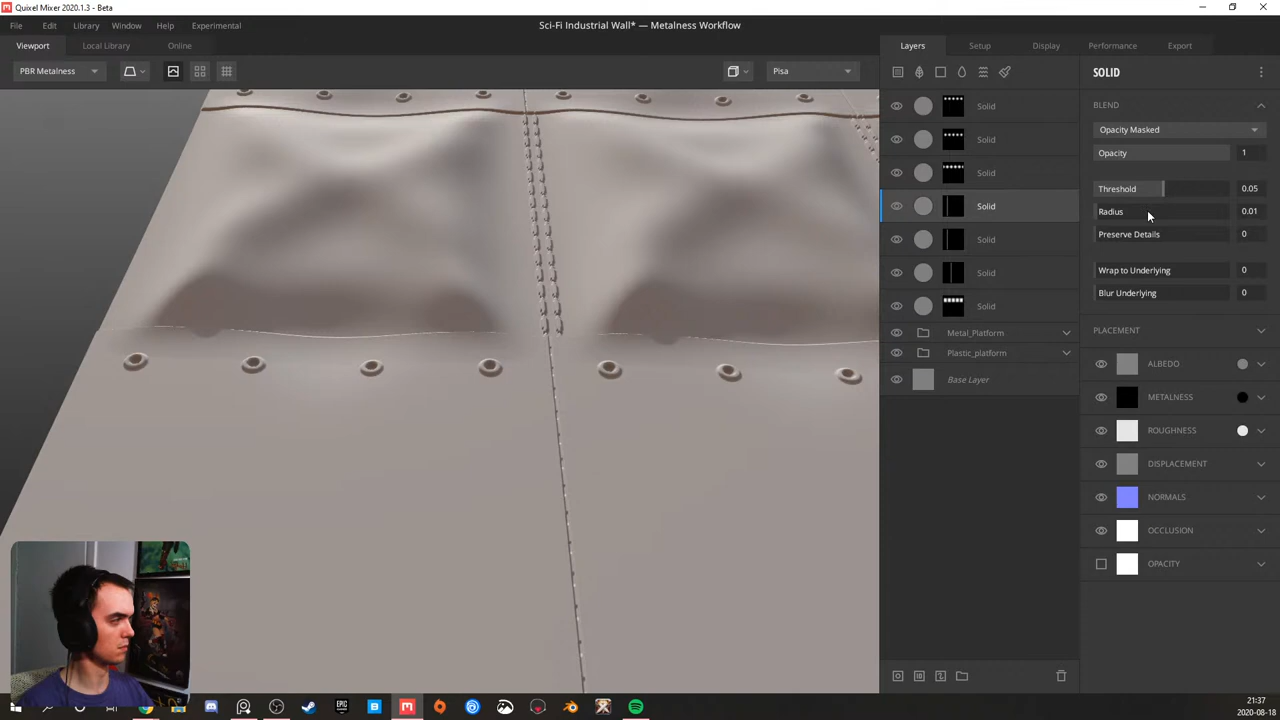 Quixel Mixer 2020.1.3 - Beta
File Edit Library Window Help Experimental
Sci-Fi Industrial Wall* — Metalness Workflow
Viewport Local Library Online
Layers Setup Display Performance Export
PBR Metalness
Pisa
SOLID
BLEND
Opacity Masked
Opacity 1
Threshold 0.05
Radius 0.01
Preserve Details 0
Wrap to Underlying 0
Blur Underlying 0
PLACEMENT
ALBEDO
METALNESS
ROUGHNESS
DISPLACEMENT
NORMALS
OCCLUSION
OPACITY
Solid
Solid
Solid
Solid
Solid
Solid
Solid
Metal_Platform
Plastic_platform
Base Layer
EPIC
B
M
21:37
2020-08-18